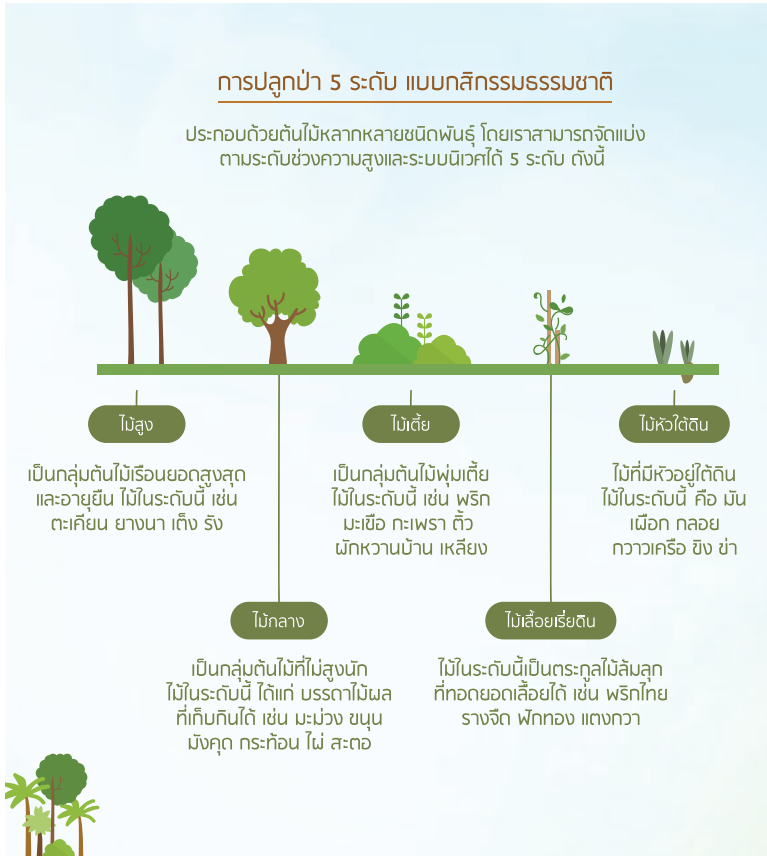 การปลูกป่า 5 ระดับ แบบกสิกรรมธรรมชาติ
ประกอบด้วยต้นไม้หลากหลายชนิดพันธุ์ โดยเราสามารถจัดแบ่ง
ตามระดับช่วงความสูงและระบบนิเวศได้ 5 ระดับ ดังนี้
ไม้สูง
เป็นกลุ่มต้นไม้เรือนยอดสูงสุด
และอายุยืน ไม้ในระดับนี้ เช่น
ตะเคียน ยางนา เต็ง รัง
ไม้กลาง
เป็นกลุ่มต้นไม้ที่ไม่สูงนัก
ไม้ในระดับนี้ ได้แก่ บรรดาไม้ผล
ที่เก็บกินได้ เช่น มะม่วง ขนุน
มังคุด กระท้อน ไผ่ สะตอ
ไม้เตี้ย
เป็นกลุ่มต้นไม้พุ่มเตี้ย
ไม้ในระดับนี้ เช่น พริก
มะเขือ กะเพรา ติ้ว
ผักหวานบ้าน เหลียง
ไม้เลื้อยเรี่ยดิน
ไม้ในระดับนี้เป็นตระกูลไม้ล้มลุก
ที่ทอดยอดเลื้อยได้ เช่น พริกไทย
รางจืด ฟักทอง แตงกวา
ไม้หัวใต้ดิน
ไม้ที่มีหัวอยู่ใต้ดิน
ไม้ในระดับนี้ คือ มัน
เผือก กลอย
กวาวเครือ ขิง ข่า